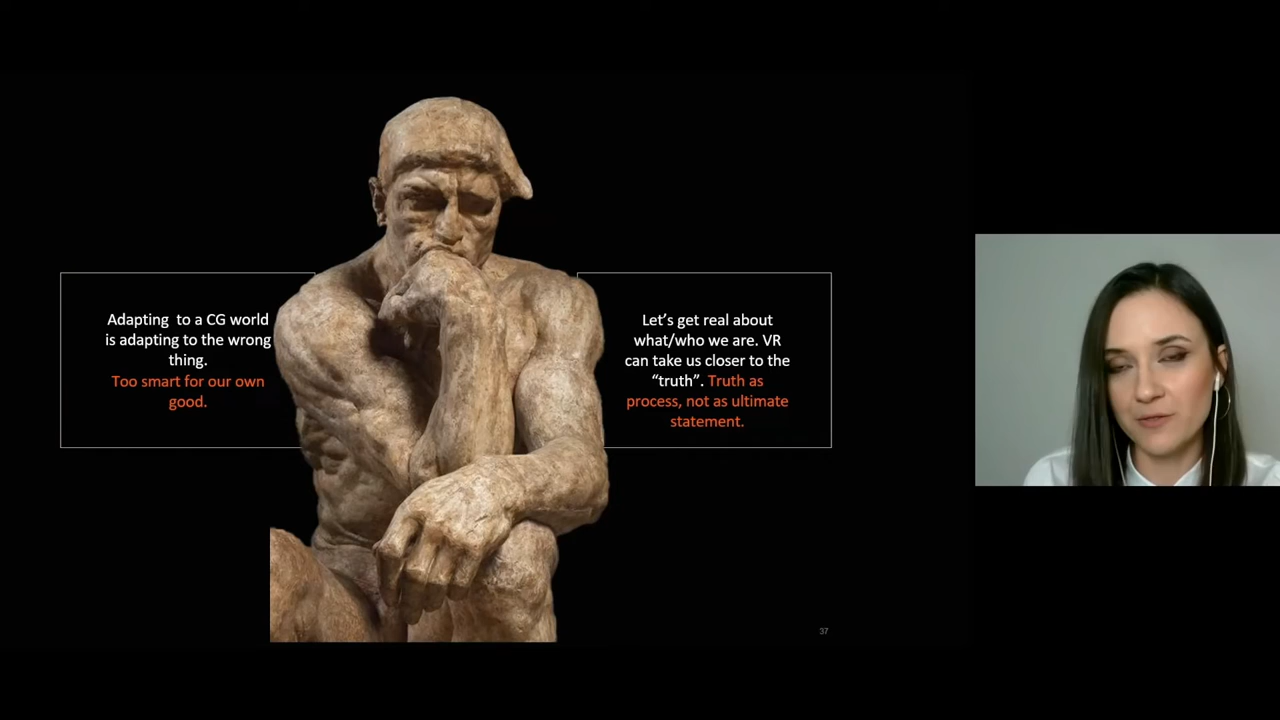 Adapting  to a CG world
is adapting to the wrong
thing.
Too smart for our own
good.
Let’s get real about
what/who we are. VR
can take us closer to the
“truth”. Truth as
process, not as ultimate
statement.
37